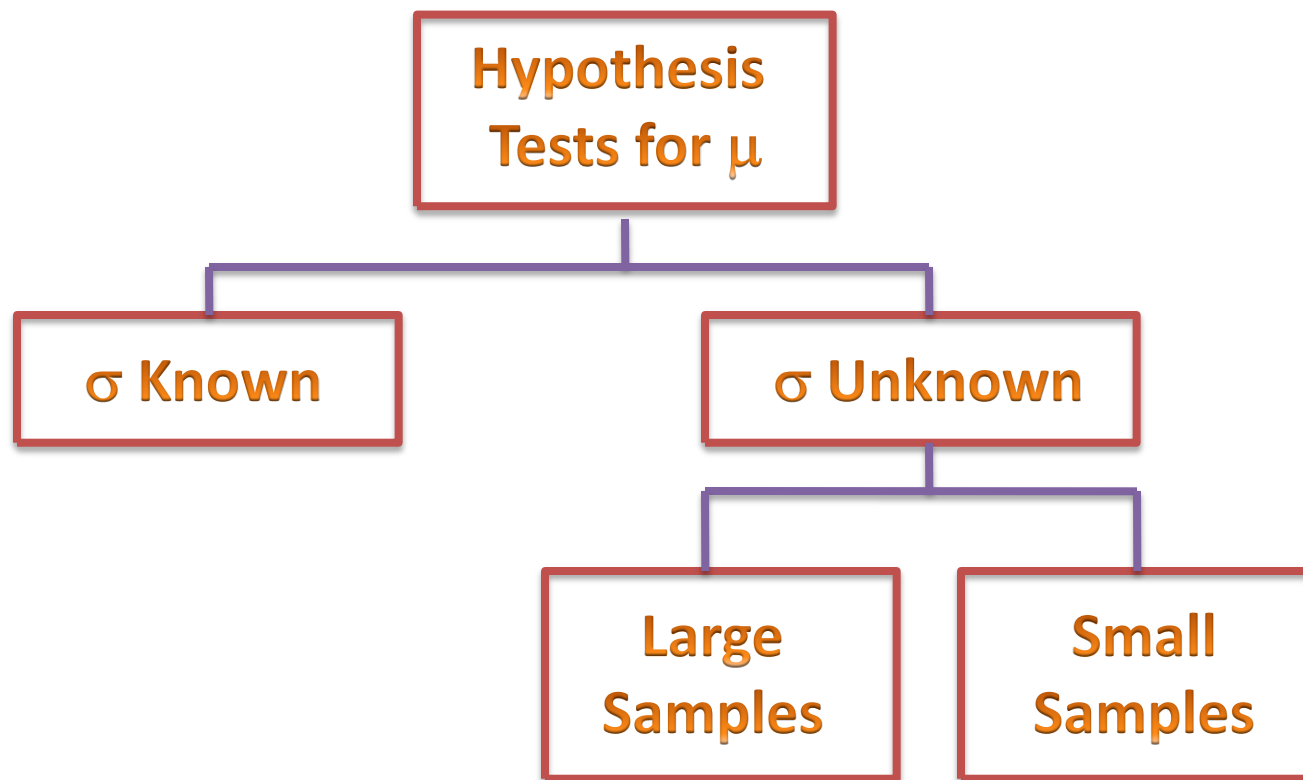 Hypothesis
Tests for μ
σ Known
σ Unknown
Large
Samples
Small
Samples